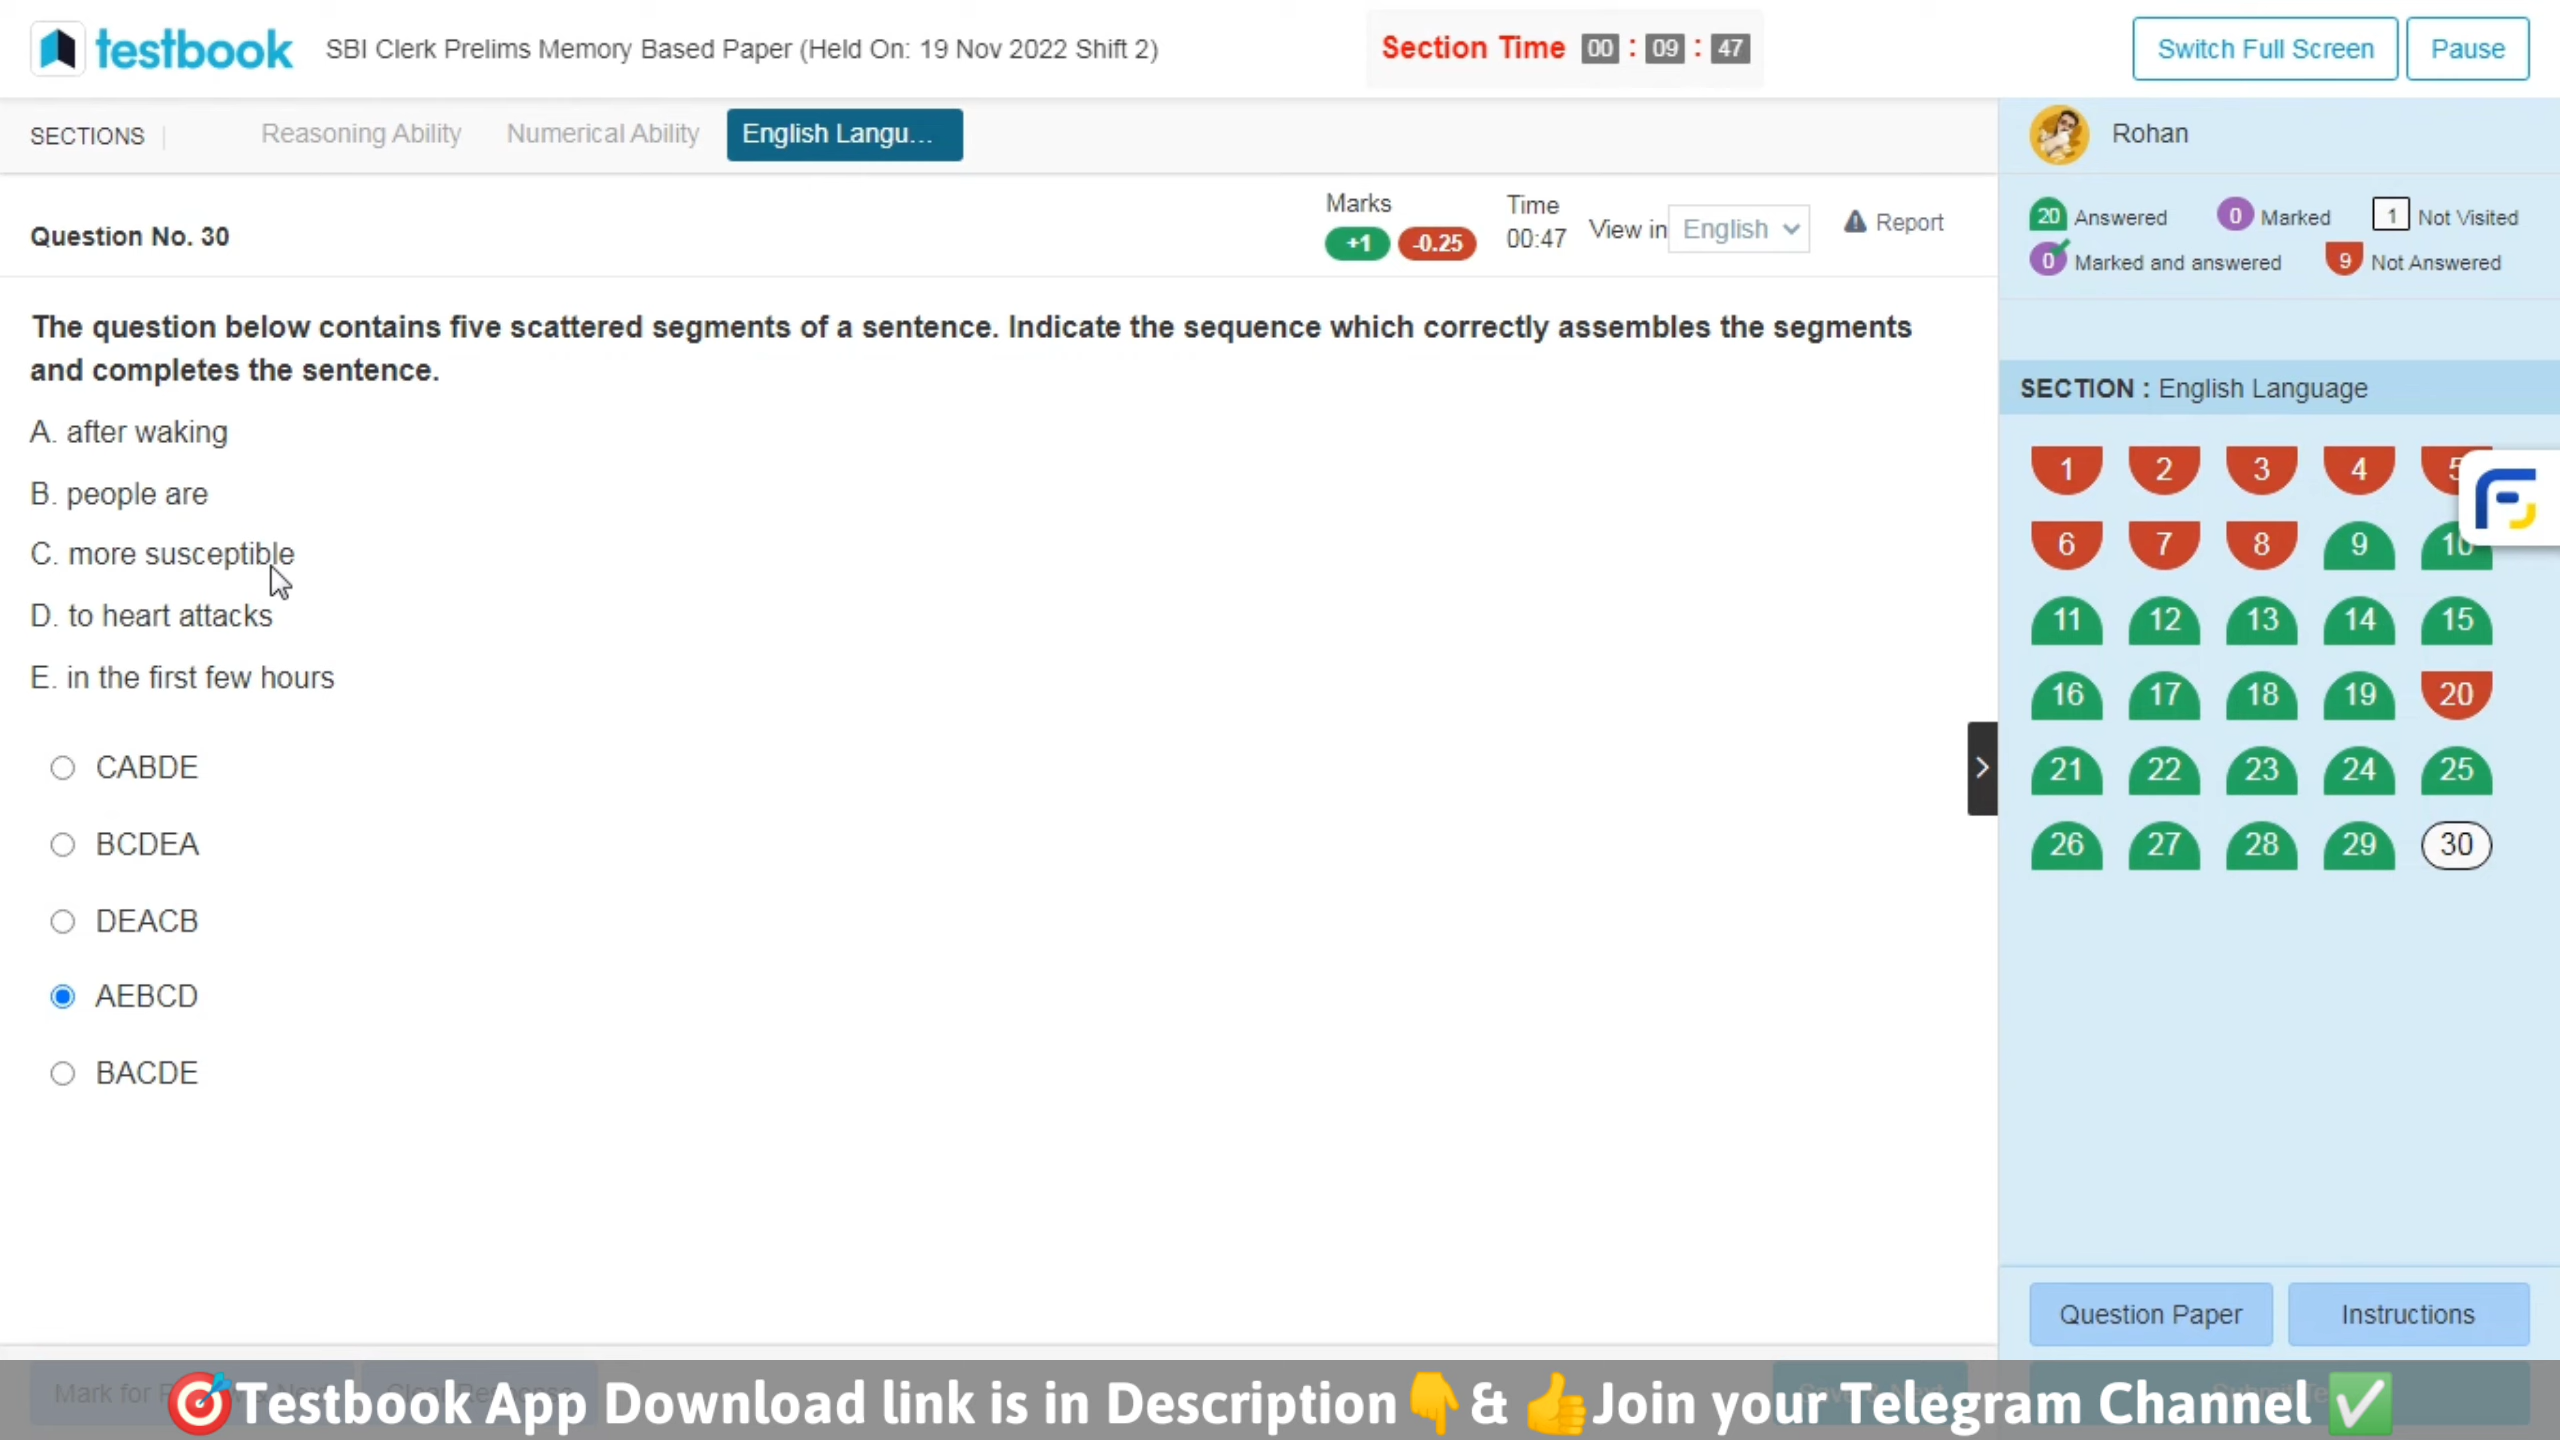 testbook SBI Clerk Prelims Memory Based Paper (Held On: 19 Nov 2022 Shift 2) Section Time 00 : 09 : 47 Switch Full Screen Pause
SECTIONS Reasoning Ability Numerical Ability English Langu...
Rohan
Question No. 30
Marks
+1 -0.25
Time
00:47
View in English
Report
20 Answered 0 Marked 1 Not Visited
0 Marked and answered 9 Not Answered
The question below contains five scattered segments of a sentence. Indicate the sequence which correctly assembles the segments
and completes the sentence.
A. after waking
B. people are
C. more susceptible
D. to heart attacks
E. in the first few hours
CABDE
BCDEA
DEACB
AEBCD
BACDE
SECTION : English Language
1 2 3 4 5
6 7 8 9 10
11 12 13 14 15
16 17 18 19 20
21 22 23 24 25
26 27 28 29 30
Question Paper Instructions
Testbook App Download link is in Description & Join your Telegram Channel